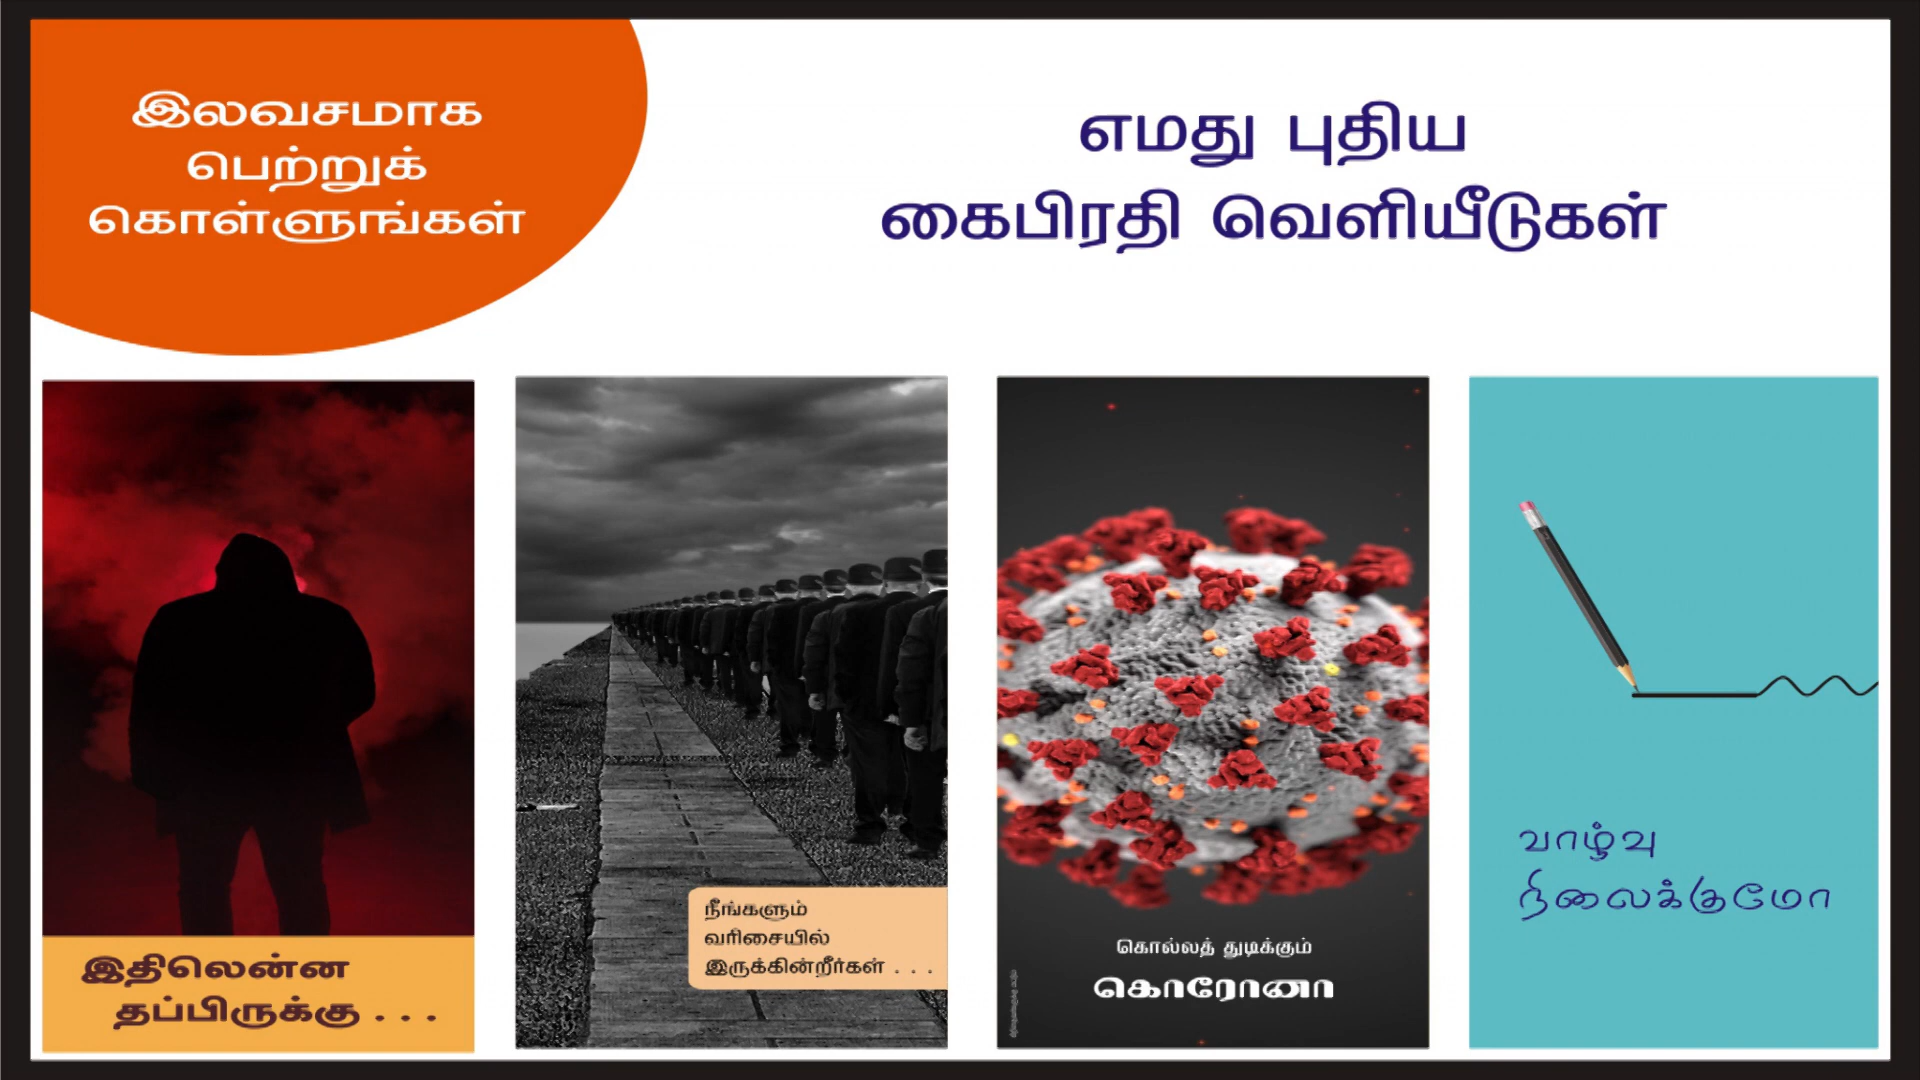 இலவசமாக
பெற்றுக்
கொள்ளுங்கள்
எமது புதிய
கைபிரதி வெளியீடுகள்
இதிலென்ன
தப்பிருக்கு . . .
நீங்களும்
வரிசையில்
இருக்கின்றீர்கள் . . .
கொல்லத் துடிக்கும்
கொரோனா
வாழ்வு
நிலைக்குமோ